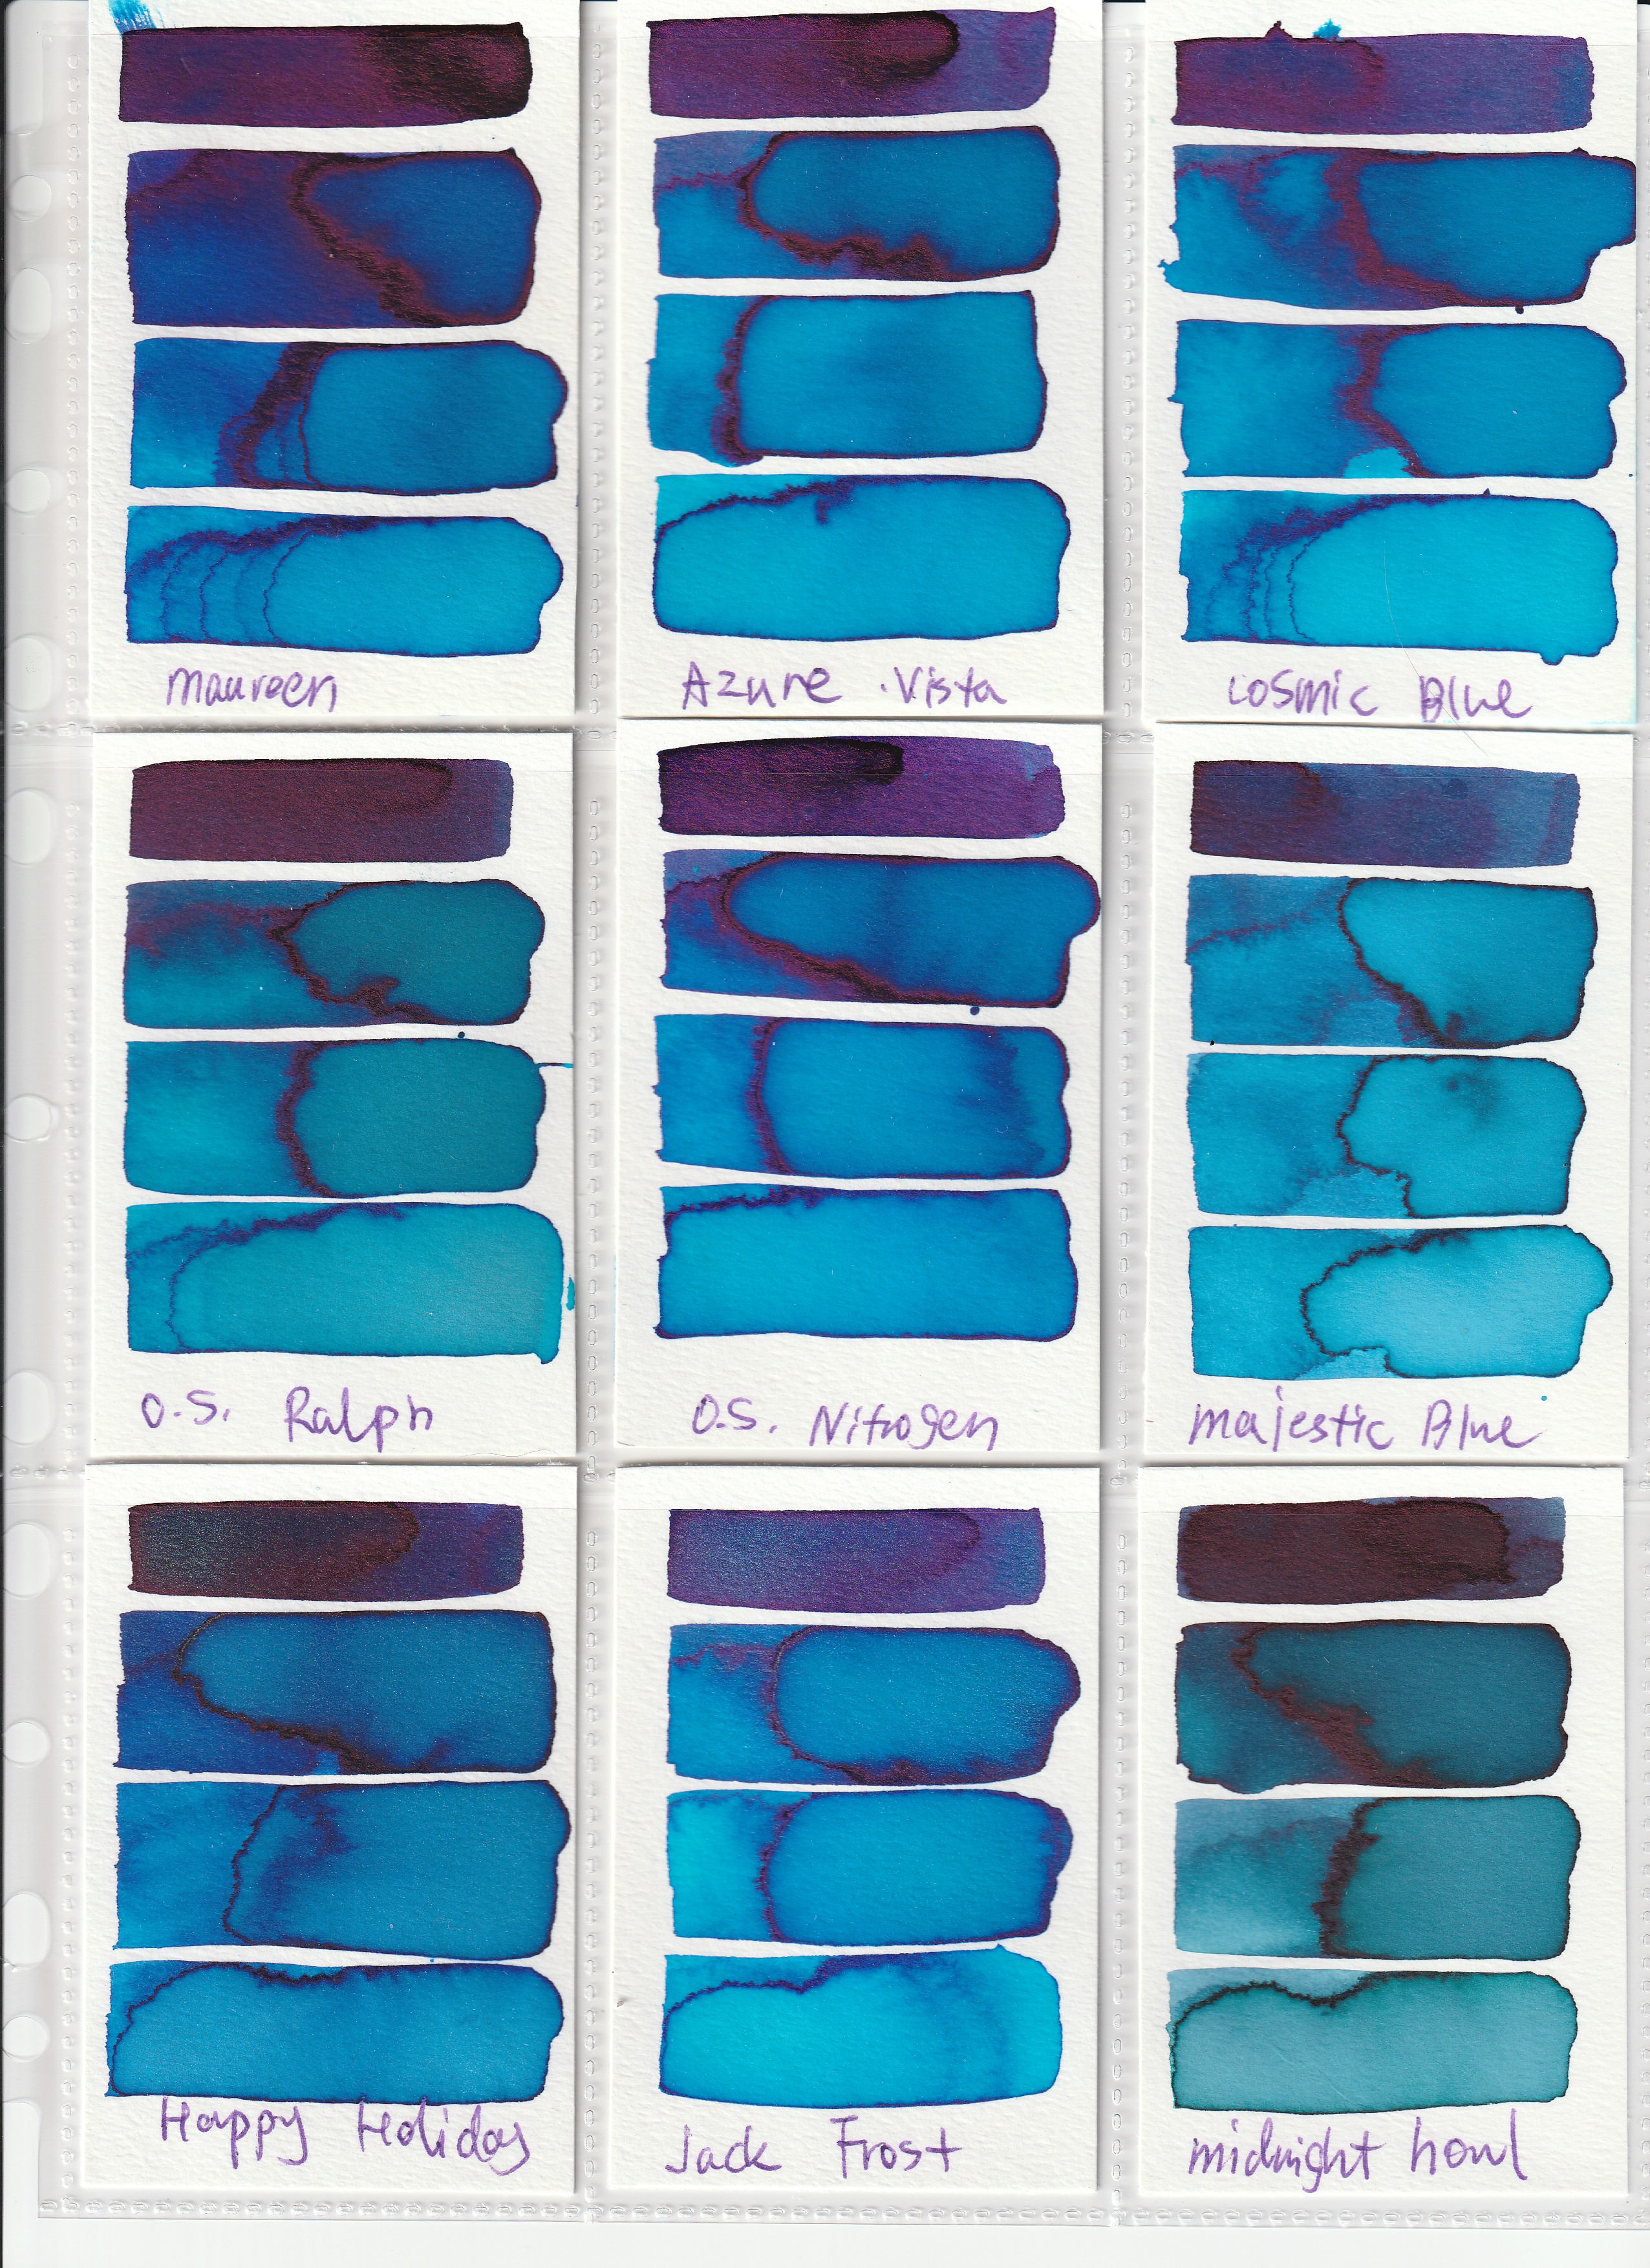 Maureen
Azure Vista
Cosmic Blue
O.S. Ralph
O.S. Nitrogen
Majestic Blue
Happy Holiday
Jack Frost
midnight howl